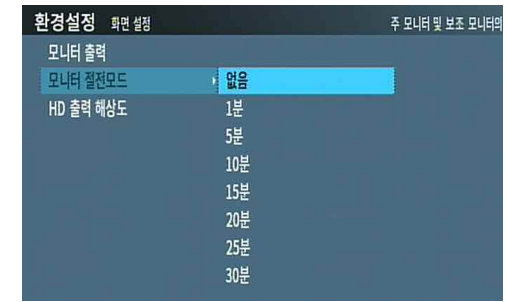 환경설정 화면 설정 주 모니터 및 보조 모니터의
모니터 출력
모니터 절전모드 없음
HD 출력 해상도 1분
5분
10분
15분
20분
25분
30분